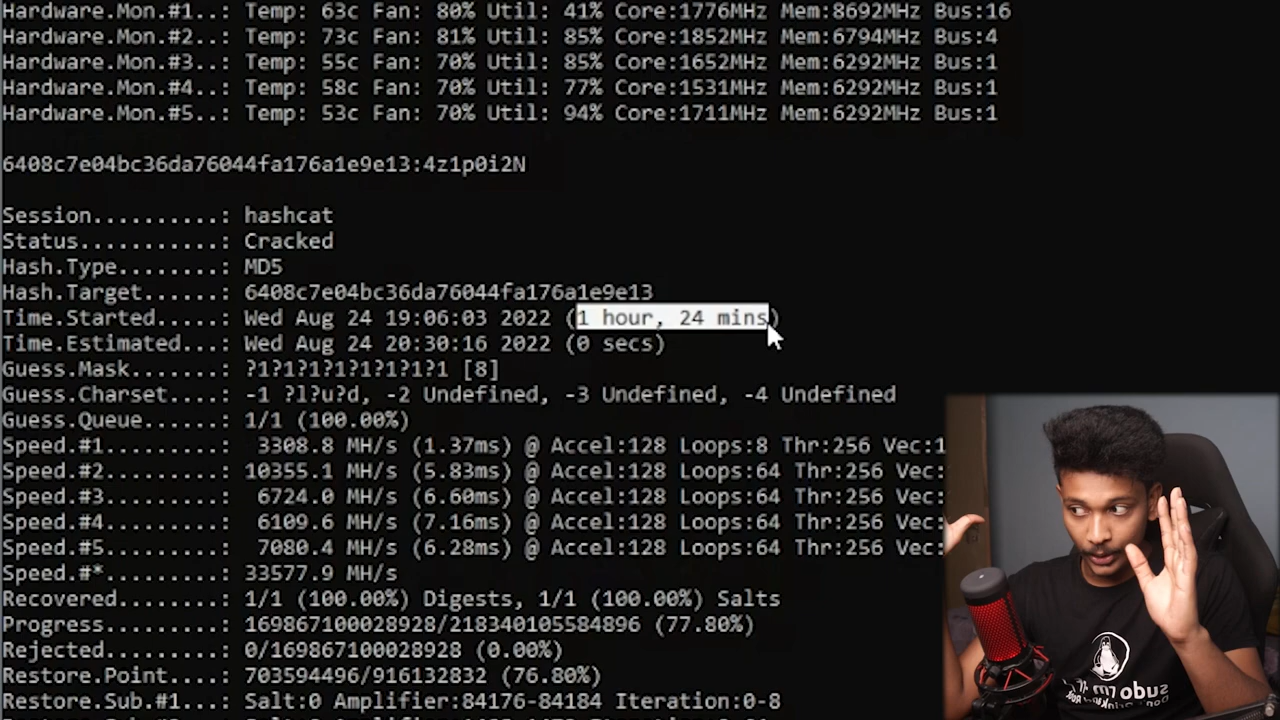 Hardware.Mon.#1..: Temp: 63c Fan: 80% Util: 41% Core:1776MHz Mem:8692MHz Bus:16
Hardware.Mon.#2..: Temp: 73c Fan: 81% Util: 85% Core:1852MHz Mem:6794MHz Bus:4
Hardware.Mon.#3..: Temp: 55c Fan: 70% Util: 85% Core:1652MHz Mem:6292MHz Bus:1
Hardware.Mon.#4..: Temp: 58c Fan: 70% Util: 77% Core:1531MHz Mem:6292MHz Bus:1
Hardware.Mon.#5..: Temp: 53c Fan: 70% Util: 94% Core:1711MHz Mem:6292MHz Bus:1
6408c7e04bc36da76044fa176a1e9e13:4z1p0i2N
Session..........: hashcat
Status...........: Cracked
Hash.Type........: MD5
Hash.Target......: 6408c7e04bc36da76044fa176a1e9e13
Time.Started.....: Wed Aug 24 19:06:03 2022 (1 hour, 24 mins)
Time.Estimated...: Wed Aug 24 20:30:16 2022 (0 secs)
Guess.Mask.......: ?1?1?1?1?1?1?1?1 [8]
Guess.Charset....: -1 ?l?u?d, -2 Undefined, -3 Undefined, -4 Undefined
Guess.Queue......: 1/1 (100.00%)
Speed.#1.........:  3308.8 MH/s (1.37ms) @ Accel:128 Loops:8 Thr:256 Vec:1
Speed.#2.........: 10355.1 MH/s (5.83ms) @ Accel:128 Loops:64 Thr:256 Vec:
Speed.#3.........:  6724.0 MH/s (6.60ms) @ Accel:128 Loops:64 Thr:256 Vec:
Speed.#4.........:  6109.6 MH/s (7.16ms) @ Accel:128 Loops:64 Thr:256 Vec:
Speed.#5.........:  7080.4 MH/s (6.28ms) @ Accel:128 Loops:64 Thr:256 Vec:
Speed.#*.........: 33577.9 MH/s
Recovered........: 1/1 (100.00%) Digests, 1/1 (100.00%) Salts
Progress.........: 169867100028928/218340105584896 (77.80%)
Rejected.........: 0/169867100028928 (0.00%)
Restore.Point....: 703594496/916132832 (76.80%)
Restore.Sub.#1...: Salt:0 Amplifier:84176-84184 Iteration:0-8
sudo rm -rf